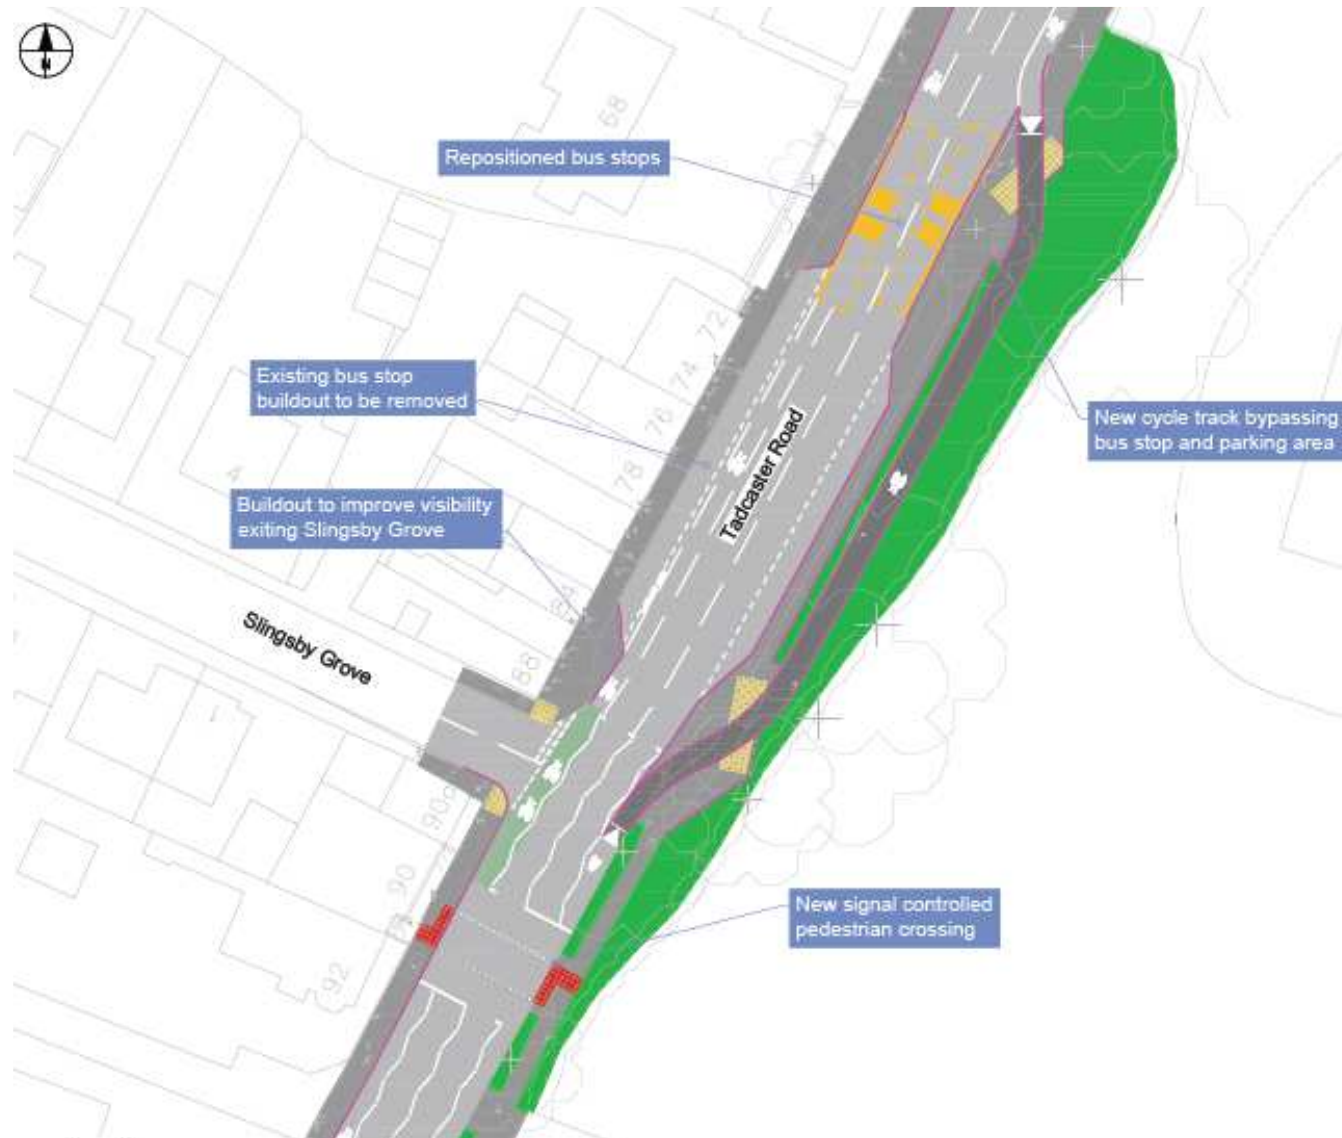 N
68
Repositioned bus stops
72
Existing bus stop
buildout to be removed
74
76
New cycle track bypassing
bus stop and parking area
Tadcaster Road
78
Buildout to improve visibility
exiting Slingsby Grove
84
Slingsby Grove
88
90a
90
New signal controlled
pedestrian crossing
92